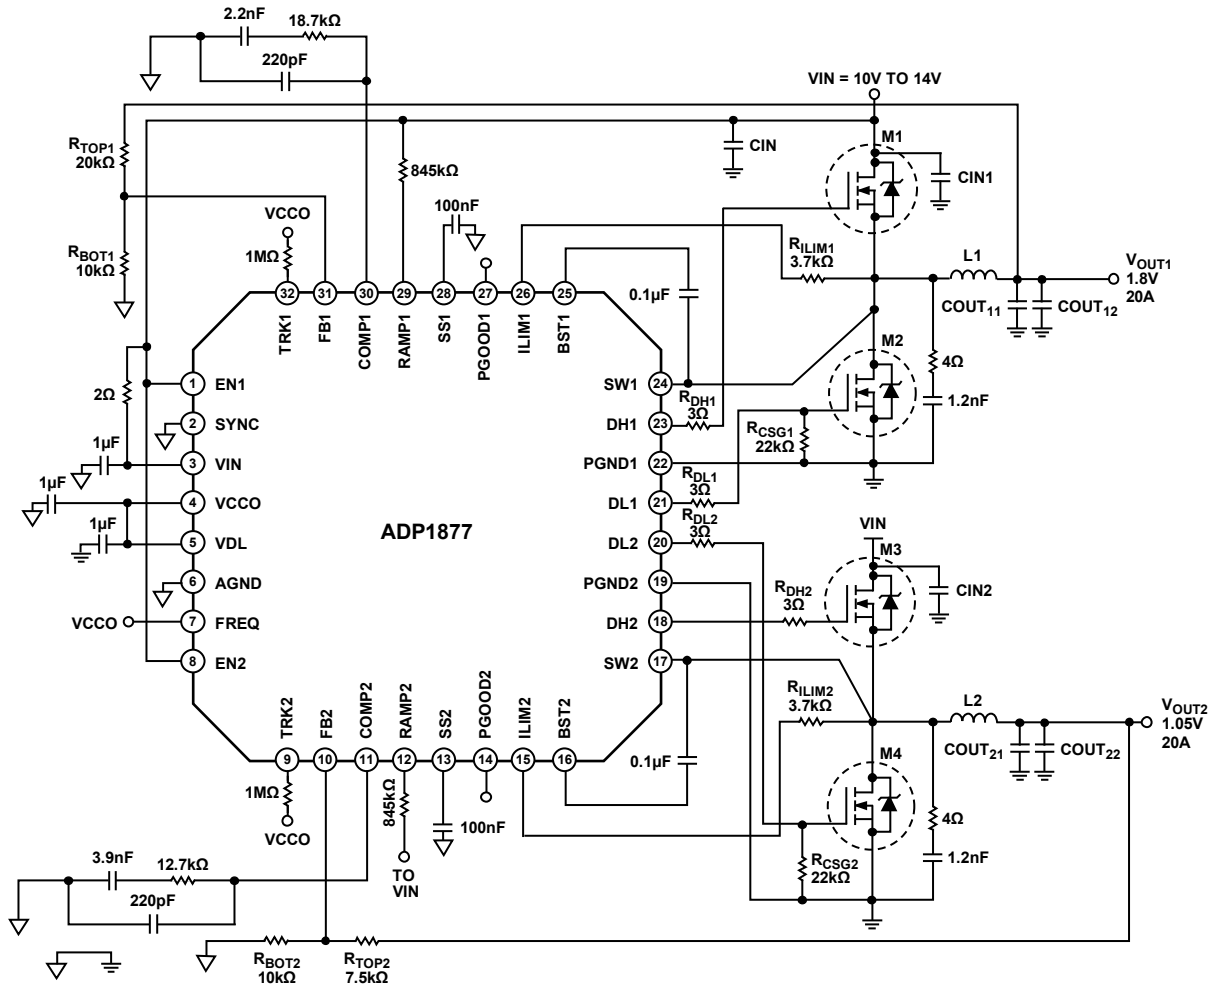 2.2nF
18.7kΩ
220pF
VIN = 10V TO 14V
RTOP1
20kΩ
CIN
M1
CIN1
845kΩ
100nF
VCCO
1MΩ
RBOT1
10kΩ
RILIM1
3.7kΩ
L1
VOUT1
1.8V
20A
COUT11
COUT12
0.1µF
32
31
30
29
28
27
26
25
TRK1
FB1
COMP1
RAMP1
SS1
PGOOD1
ILIM1
BST1
M2
4Ω
1.2nF
2Ω
1 EN1
SW1 24
RDH1
3Ω
2 SYNC
DH1 23
RCSG1
22kΩ
1µF
3 VIN
PGND1 22
1µF
4 VCCO
RDL1
3Ω
DL1 21
RDL2
3Ω
1µF
5 VDL
ADP1877
DL2 20
VIN
M3
6 AGND
PGND2 19
RDH2
3Ω
CIN2
VCCO
7 FREQ
DH2 18
8 EN2
SW2 17
TRK2
FB2
COMP2
RAMP2
SS2
PGOOD2
ILIM2
BST2
9
10
11
12
13
14
15
16
RILIM2
3.7kΩ
L2
VOUT2
1.05V
20A
COUT21
COUT22
0.1µF
M4
1MΩ
VCCO
845kΩ
TO
VIN
100nF
4Ω
1.2nF
RCSG2
22kΩ
3.9nF
12.7kΩ
220pF
RBOT2
10kΩ
RTOP2
7.5kΩ